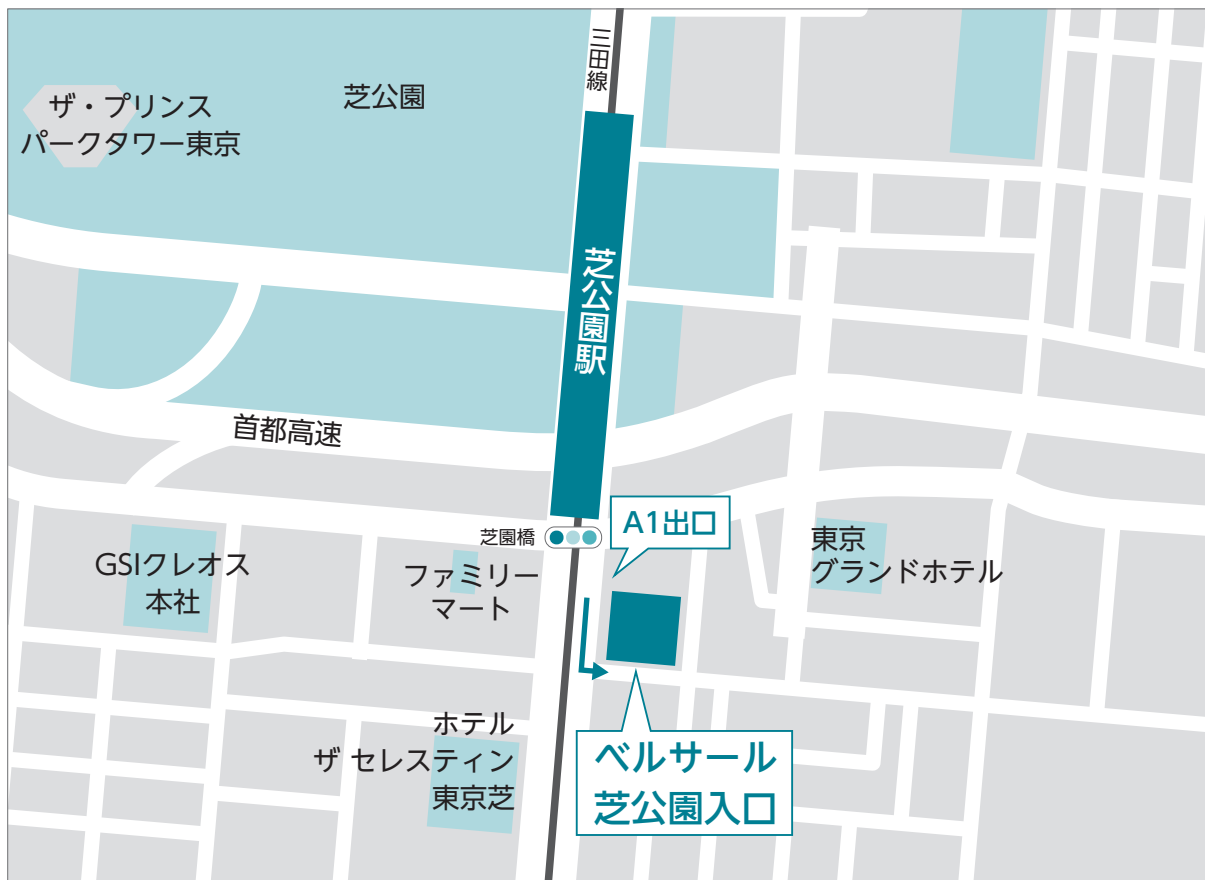 三田線
芝公園
ザ・プリンス
パークタワー東京
芝公園駅
首都高速
芝園橋
A1出口
GSIクレオス
本社
ファミリー
マート
東京
グランドホテル
ホテル
ザ セレスティン
東京芝
ベルサール
芝公園入口